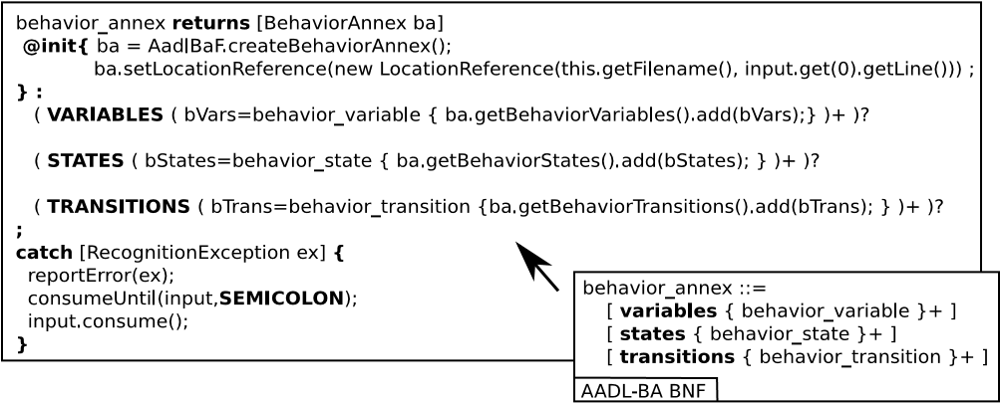 behavior_annex returns [BehaviorAnnex ba]
@init{ ba = AadlBaF.createBehaviorAnnex();
ba.setLocationReference(new LocationReference(this.getFilename(), input.get(0).getLine())) ;
} :
( VARIABLES ( bVars=behavior_variable { ba.getBehaviorVariables().add(bVars);} )+ )?
( STATES ( bStates=behavior_state { ba.getBehaviorStates().add(bStates); } )+ )?
( TRANSITIONS ( bTrans=behavior_transition {ba.getBehaviorTransitions().add(bTrans); } )+ )?
;
catch [RecognitionException ex] {
reportError(ex);
consumeUntil(input,SEMICOLON);
input.consume();
}
behavior_annex ::=
[ variables { behavior_variable }+ ]
[ states { behavior_state }+ ]
[ transitions { behavior_transition }+ ]
AADL-BA BNF